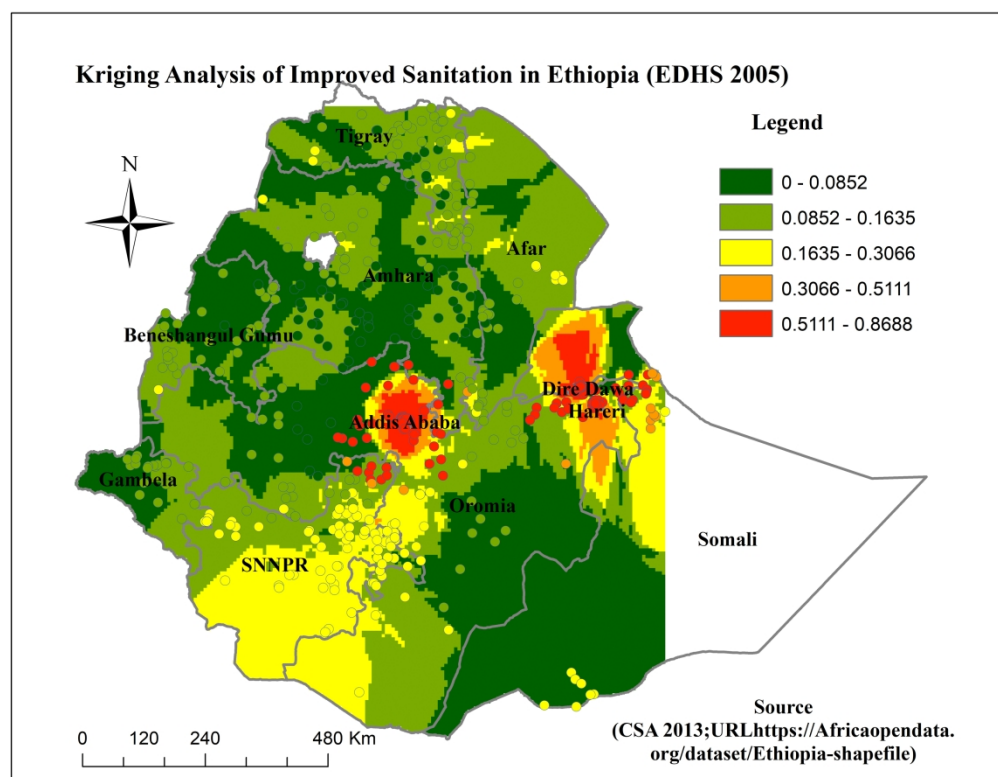 Kriging Analysis of Improved Sanitation in Ethiopia (EDHS 2005)
Legend
0 - 0.0852
0.0852 - 0.1635
0.1635 - 0.3066
0.3066 - 0.5111
0.5111 - 0.8688
N
Tigray
Afar
Amhara
Beneshangul Gumu
Dire Dawa
Hareri
Addis Ababa
Gambela
Oromia
Somali
SNNPR
Source
(CSA 2013;URLhttps://Africaopendata.
org/dataset/Ethiopia-shapefile)
0 120 240 480 Km